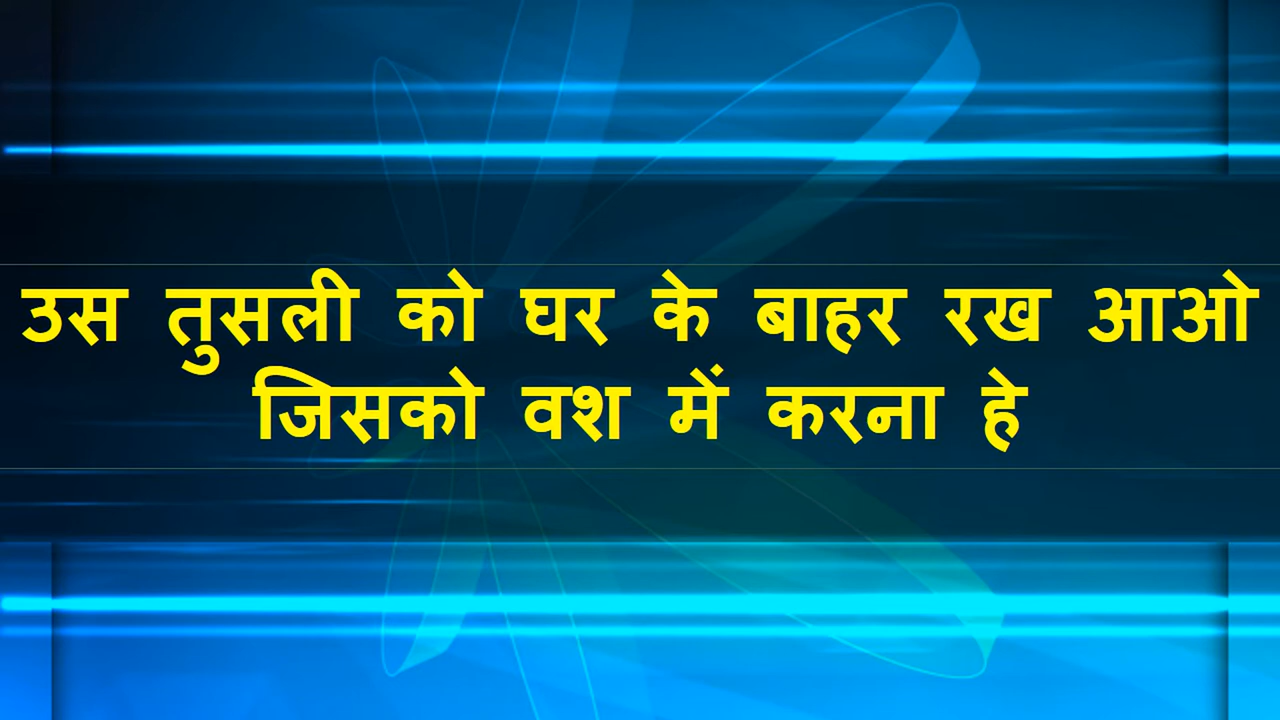 उस तुसली को घर के बाहर रख आओ
जिसको वश में करना हे